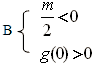 B { m/2 < 0
g(0) > 0